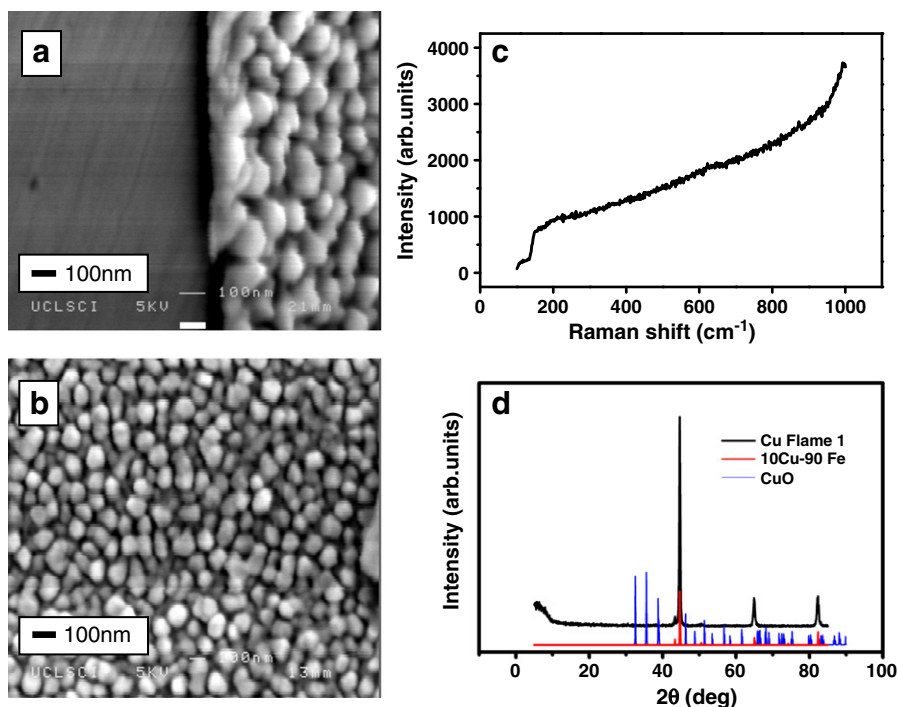 a
100nm
100nm
UCLSCI 5KV 21mm
b
100nm
100nm
UCLSCI 5KV 13mm
c
Intensity (arb.units)
4000
3000
2000
1000
0
0 200 400 600 800 1000
Raman shift (cm⁻¹)
d
Intensity (arb.units)
Cu Flame 1
10Cu-90 Fe
CuO
0 20 40 60 80 100
2θ (deg)